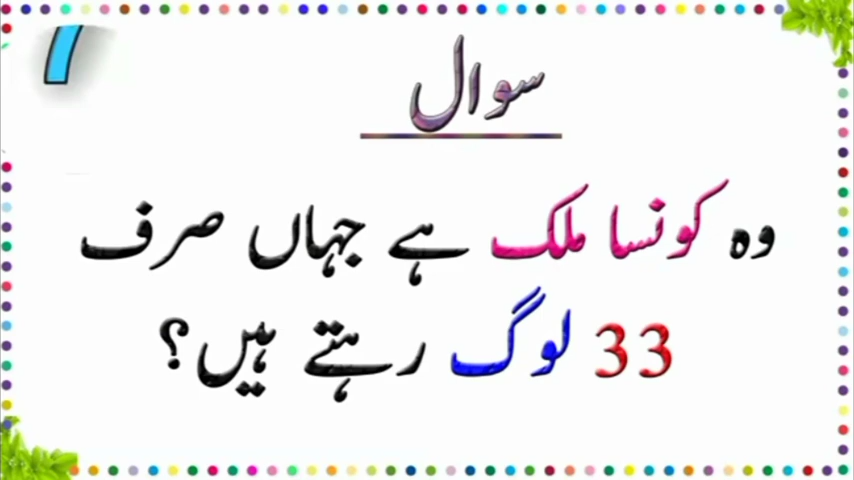 سوال
وہ کونسا ملک ہے جہاں صرف
33 لوگ رہتے ہیں؟